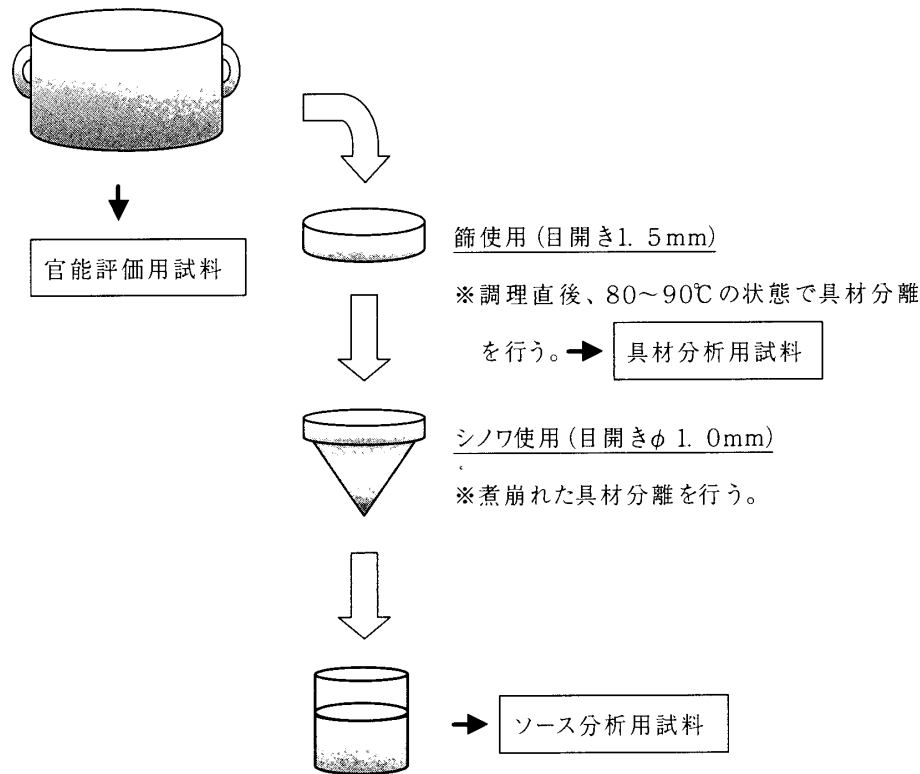 官能評価用試料
篩使用(目開き1. 5mm)
※調理直後、80~90℃の状態で具材分離
を行う。
具材分析用試料
シノワ使用(目開きφ 1. 0mm)
※煮崩れた具材分離を行う。
ソース分析用試料